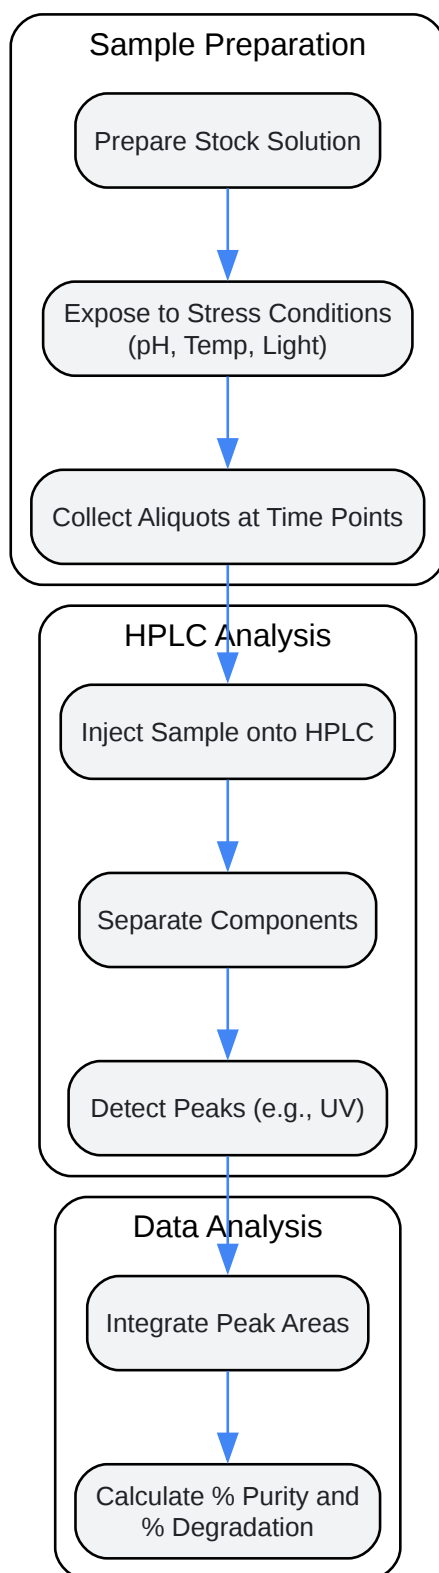 Sample Preparation
Prepare Stock Solution
Expose to Stress Conditions
(pH, Temp, Light)
Collect Aliquots at Time Points
HPLC Analysis
Inject Sample onto HPLC
Separate Components
Detect Peaks (e.g., UV)
Data Analysis
Integrate Peak Areas
Calculate % Purity and
% Degradation